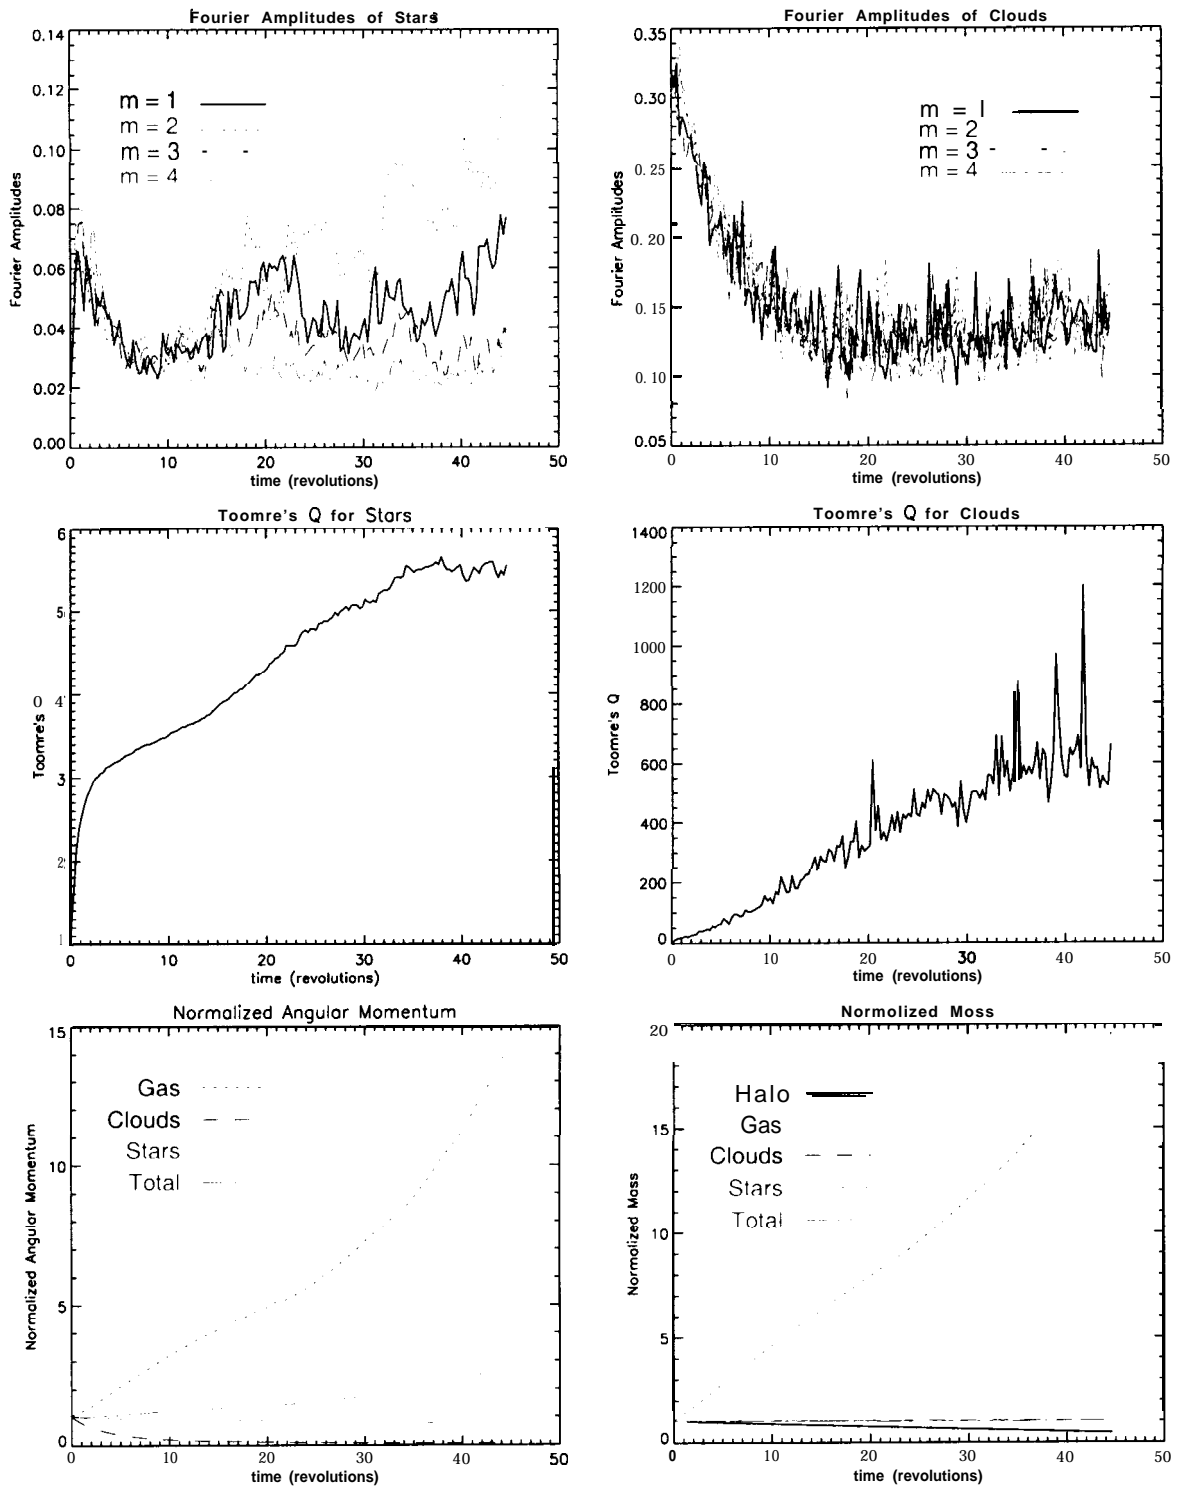 Fourier Amplitudes of Stars
0.14
0.12
0.10
0.08
0.06
0.04
0.02
0.00
Fourier Amplitudes
m = 1
m = 2
m = 3
m = 4
0 10 20 30 40 50
time (revolutions)
Fourier Amplitudes of Clouds
0.35
0.30
0.25
0.20
0.15
0.10
0.05
Fourier Amplitudes
m = l
m = 2
m = 3
m = 4
0 10 20 30 40 50
time (revolutions)
Toomre's Q for Stars
6
5
4
3
2
1
Toomre's O
0 10 20 30 40 50
time (revolutions)
Toomre's Q for Clouds
1400
1200
1000
800
600
400
200
0
Toomre's Q
0 10 20 30 40 50
time (revolutions)
Normalized Angular Momentum
15
10
5
0
Normalized Angular Momentum
Gas
Clouds
Stars
Total
0 10 20 30 40 50
time (revolutions)
Normolized Moss
20
15
10
5
0
Normolized Mass
Halo
Gas
Clouds
Stars
Total
0 10 20 30 40 50
time (revolutions)